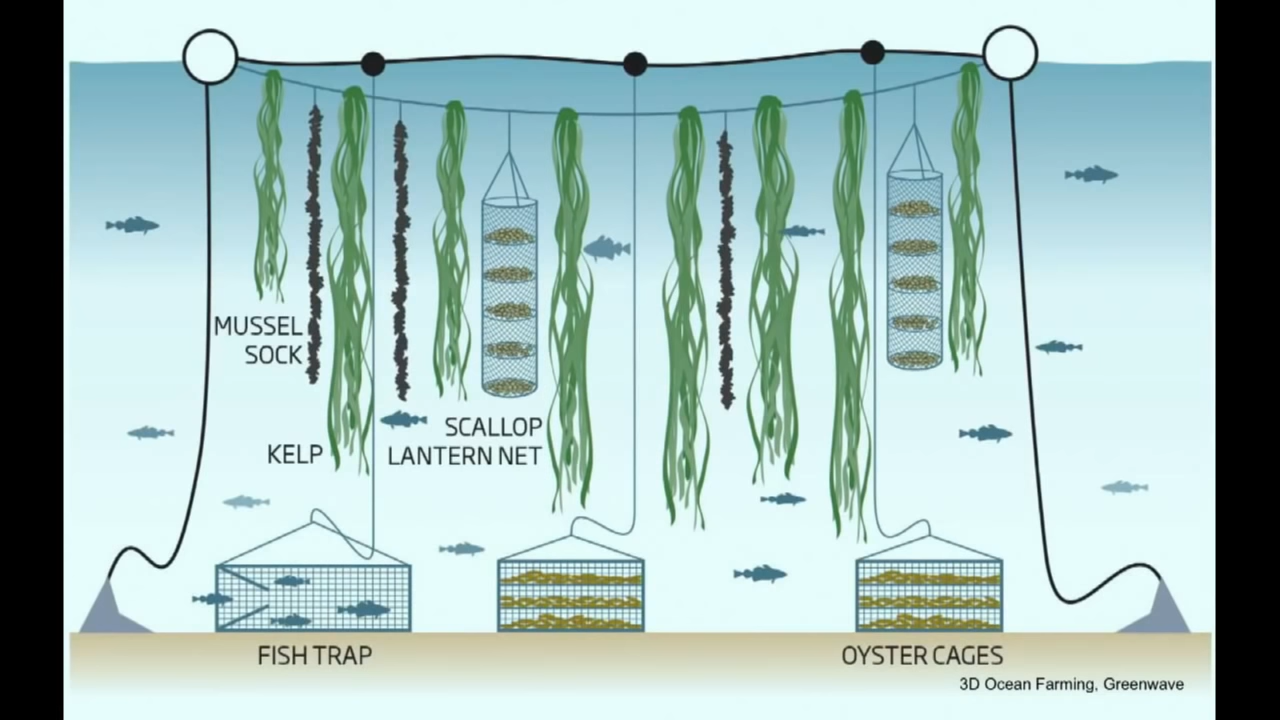 MUSSEL
SOCK
KELP
SCALLOP
LANTERN NET
FISH TRAP
OYSTER CAGES
3D Ocean Farming, Greenwave